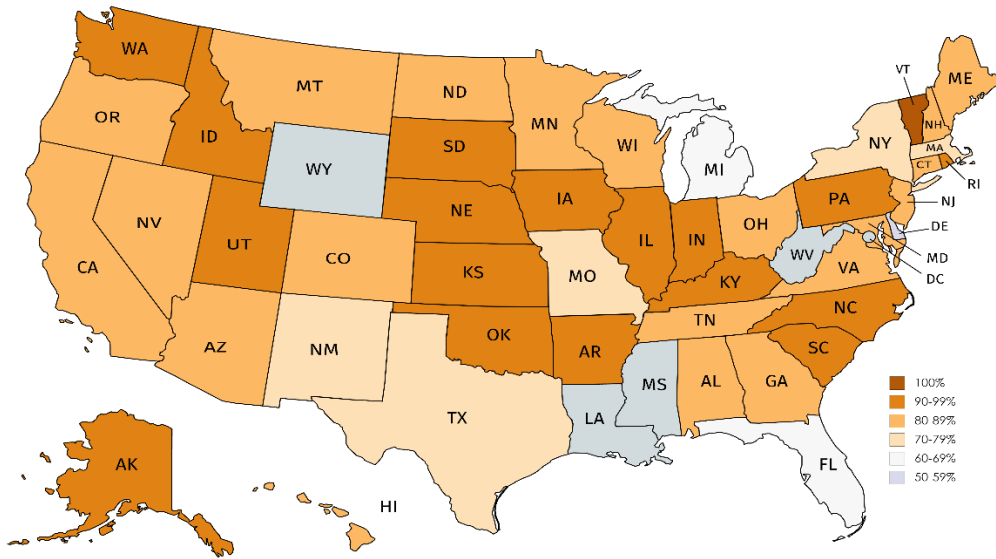 WA
MT
ND
MN
VT
ME
OR
ID
SD
WI
NY
NH
MA
WY
MI
CT
RI
NV
NE
IA
PA
NJ
UT
IL
IN
OH
DE
CA
CO
WV
MD
KS
MO
KY
VA
DC
TN
NC
AZ
NM
OK
AR
SC
MS
AL
GA
TX
LA
100%
90-99%
80 89%
70-79%
60-69%
50 59%
FL
AK
HI